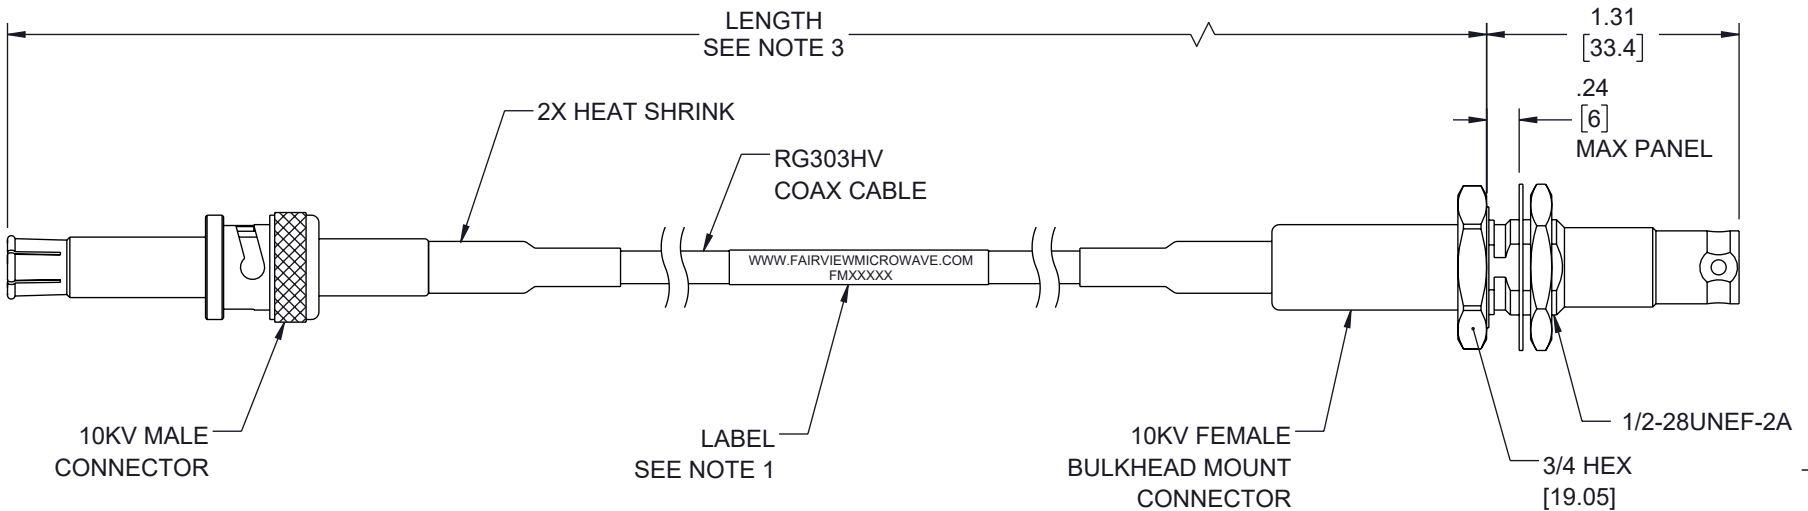 LENGTH
SEE NOTE 3
1.31
[33.4]
.24
[6]
MAX PANEL
2X HEAT SHRINK
RG303HV
COAX CABLE
WWW.FAIRVIEWMICROWAVE.COM
FMXXXXX
10KV MALE
CONNECTOR
LABEL
SEE NOTE 1
10KV FEMALE
BULKHEAD MOUNT
CONNECTOR
1/2-28UNEF-2A
3/4 HEX
[19.05]